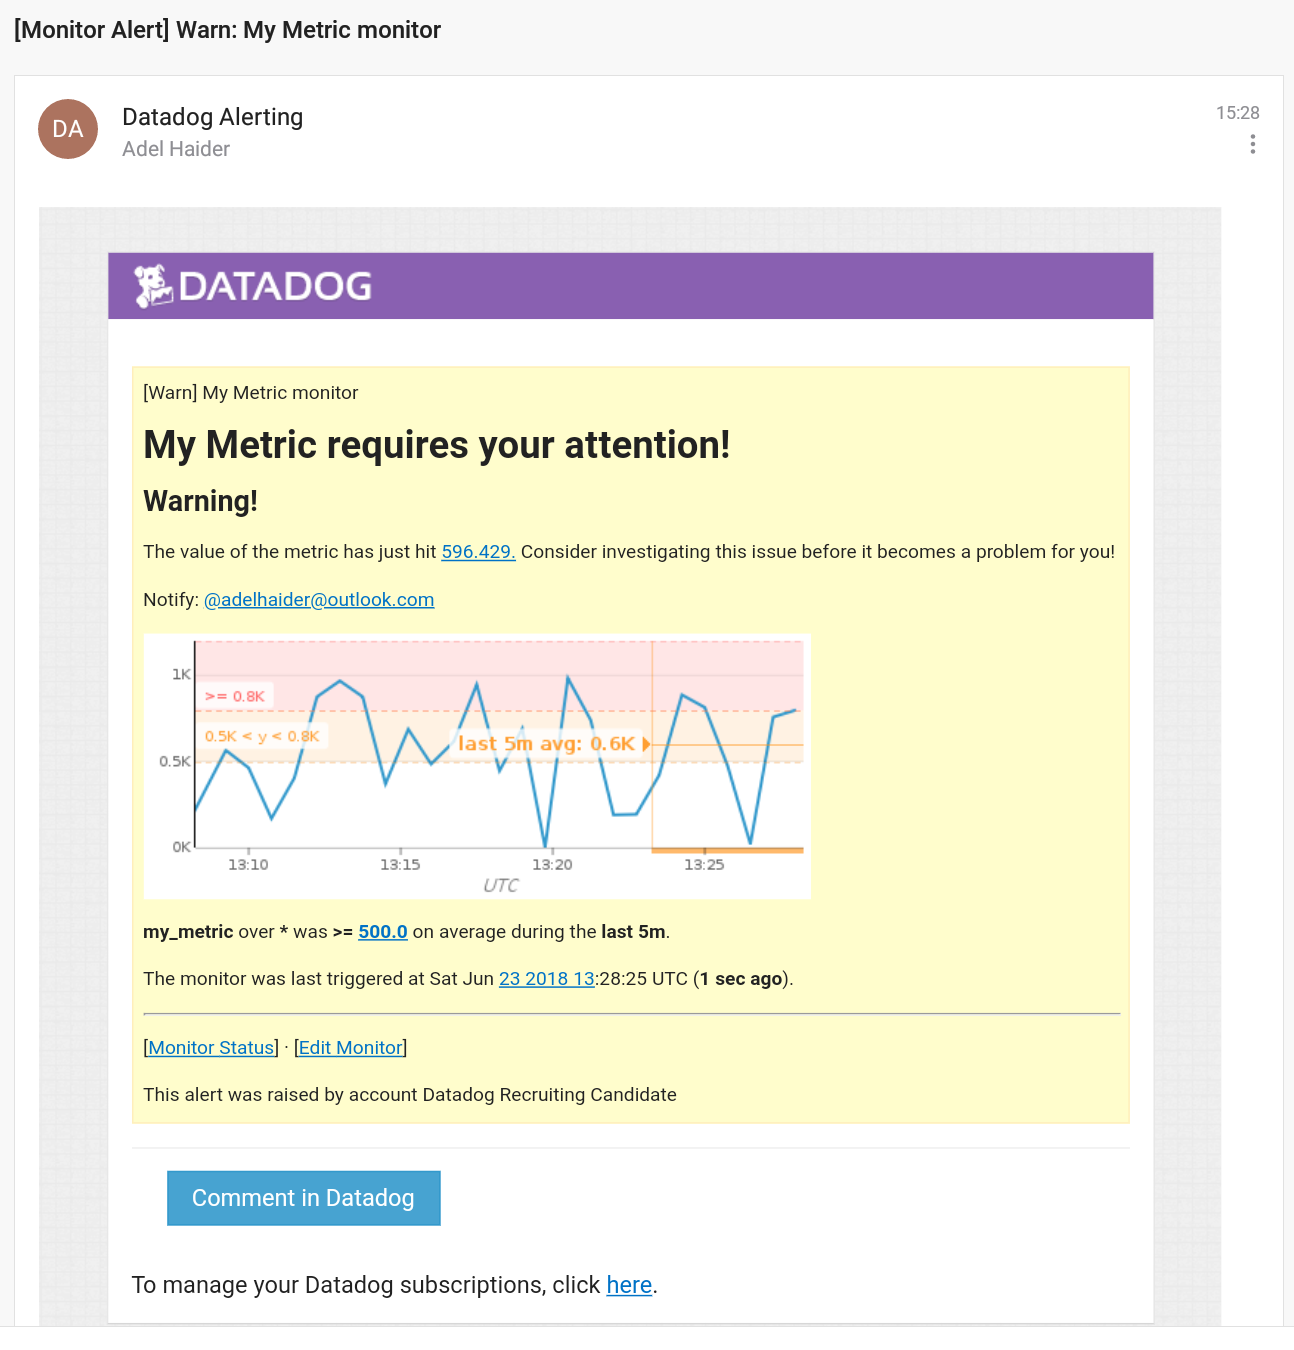 [Monitor Alert] Warn: My Metric monitor
DA
Datadog Alerting
15:28
Adel Haider
DATADOG
[Warn] My Metric monitor
My Metric requires your attention!
Warning!
The value of the metric has just hit 596.429. Consider investigating this issue before it becomes a problem for you!
Notify: @adelhaider@outlook.com
1K
>= 0.8K
0.5K < y < 0.8K
last 5m avg: 0.6K
0.5K
0K
13:10 13:15 13:20 13:25
UTC
my_metric over * was >= 500.0 on average during the last 5m.
The monitor was last triggered at Sat Jun 23 2018 13:28:25 UTC (1 sec ago).
[Monitor Status] · [Edit Monitor]
This alert was raised by account Datadog Recruiting Candidate
Comment in Datadog
To manage your Datadog subscriptions, click here.